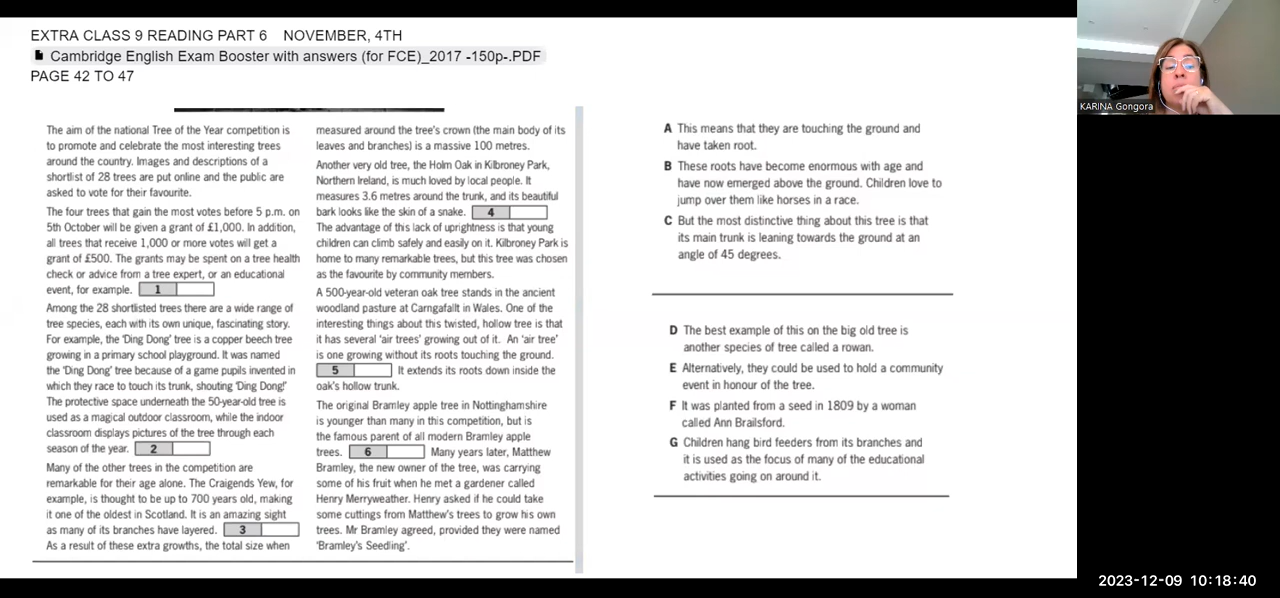 EXTRA CLASS 9 READING PART 6 NOVEMBER, 4TH
Cambridge English Exam Booster with answers (for FCE)_2017 -150p-.PDF
PAGE 42 TO 47
The aim of the national Tree of the Year competition is
to promote and celebrate the most interesting trees
around the country. Images and descriptions of a
shortlist of 28 trees are put online and the public are
asked to vote for their favourite.
The four trees that gain the most votes before 5 p.m. on
5th October will be given a grant of £1,000. In addition,
all trees that receive 1,000 or more votes will get a
grant of £500. The grants may be spent on a tree health
check or advice from a tree expert, or an educational
event, for example. 1
Among the 28 shortlisted trees there are a wide range of
tree species, each with its own unique, fascinating story.
For example, the 'Ding Dong' tree is a copper beech tree
growing in a primary school playground. It was named
the 'Ding Dong' tree because of a game pupils invented in
which they race to touch its trunk, shouting 'Ding Dong!'
The protective space underneath the 50-year-old tree is
used as a magical outdoor classroom, while the indoor
classroom displays pictures of the tree through each
season of the year. 2
Many of the other trees in the competition are
remarkable for their age alone. The Craigends Yew, for
example, is thought to be up to 700 years old, making
it one of the oldest in Scotland. It is an amazing sight
as many of its branches have layered. 3
As a result of these extra growths, the total size when
measured around the tree's crown (the main body of its
leaves and branches) is a massive 100 metres.
Another very old tree, the Holm Oak in Kilbroney Park,
Northern Ireland, is much loved by local people. It
measures 3.6 metres around the trunk, and its beautiful
bark looks like the skin of a snake. 4
The advantage of this lack of uprightness is that young
children can climb safely and easily on it. Kilbroney Park is
home to many remarkable trees, but this tree was chosen
as the favourite by community members.
A 500-year-old veteran oak tree stands in the ancient
woodland pasture at Carngafallt in Wales. One of the
interesting things about this twisted, hollow tree is that
it has several 'air trees' growing out of it. An 'air tree'
is one growing without its roots touching the ground.
5 It extends its roots down inside the
oak's hollow trunk.
The original Bramley apple tree in Nottinghamshire
is younger than many in this competition, but is
the famous parent of all modern Bramley apple
trees. 6 Many years later, Matthew
Bramley, the new owner of the tree, was carrying
some of his fruit when he met a gardener called
Henry Merryweather. Henry asked if he could take
some cuttings from Matthew's trees to grow his own
trees. Mr Bramley agreed, provided they were named
'Bramley's Seedling'.
A This means that they are touching the ground and
have taken root.
B These roots have become enormous with age and
have now emerged above the ground. Children love to
jump over them like horses in a race.
C But the most distinctive thing about this tree is that
its main trunk is leaning towards the ground at an
angle of 45 degrees.
D The best example of this on the big old tree is
another species of tree called a rowan.
E Alternatively, they could be used to hold a community
event in honour of the tree.
F It was planted from a seed in 1809 by a woman
called Ann Brailsford.
G Children hang bird feeders from its branches and
it is used as the focus of many of the educational
activities going on around it.
KARINA Gongora
2023-12-09 10:18:40